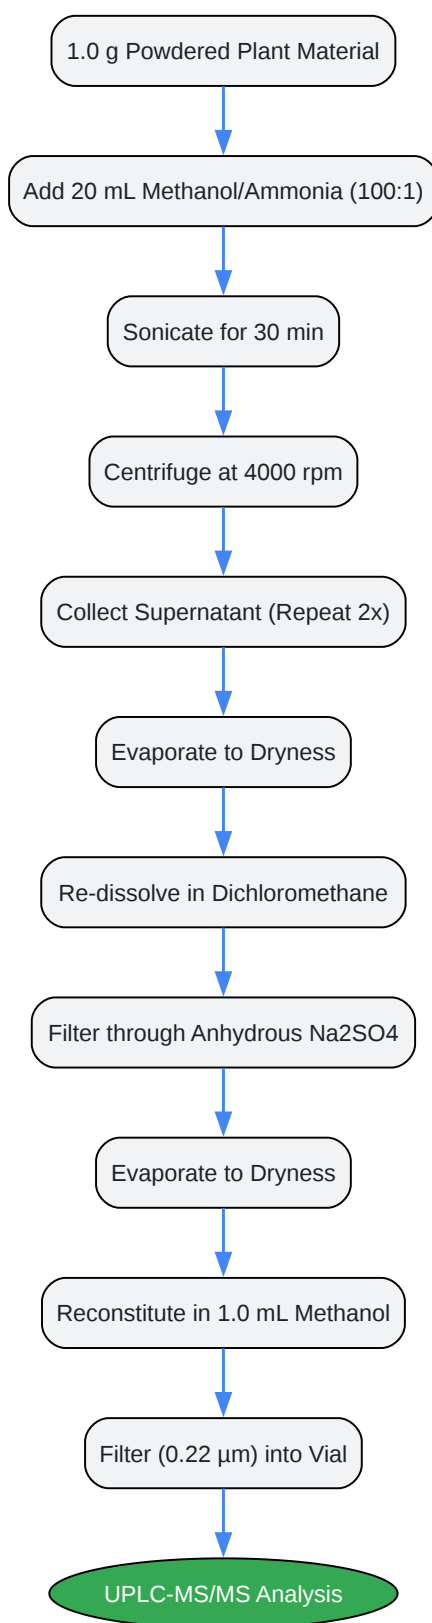 1.0 g Powdered Plant Material
Add 20 mL Methanol/Ammonia (100:1)
Sonicate for 30 min
Centrifuge at 4000 rpm
Collect Supernatant (Repeat 2x)
Evaporate to Dryness
Re-dissolve in Dichloromethane
Filter through Anhydrous Na2SO4
Evaporate to Dryness
Reconstitute in 1.0 mL Methanol
Filter (0.22 µm) into Vial
UPLC-MS/MS Analysis